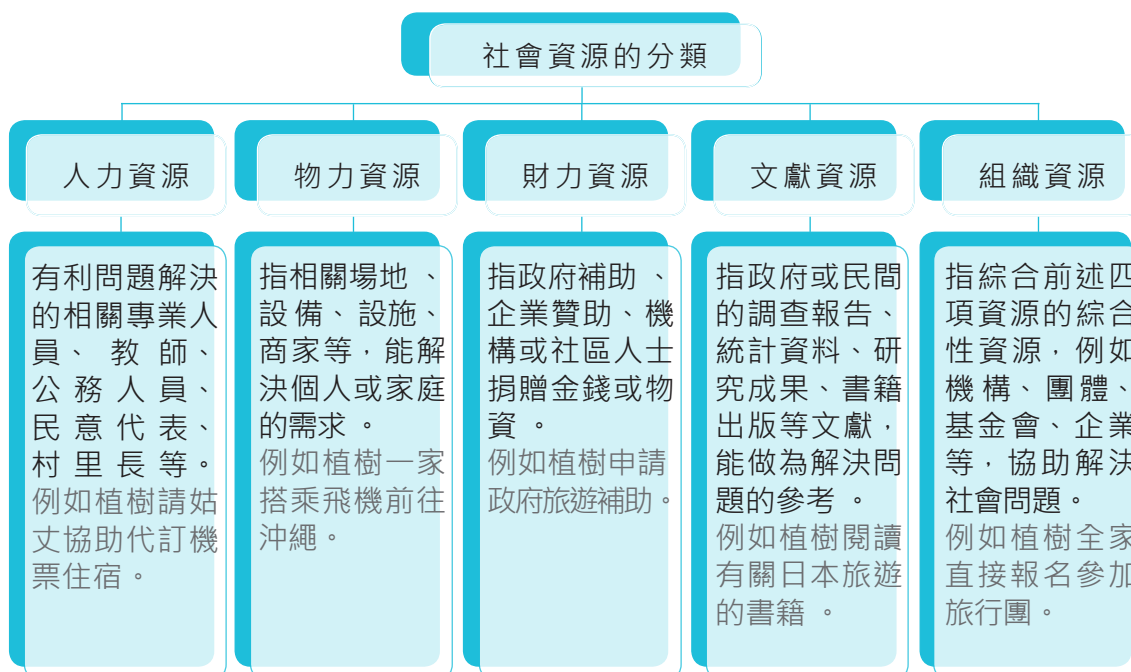 社會資源的分類
人力資源
物力資源
財力資源
文獻資源
組織資源
有利問題解決
的相關專業人
員、教師、
公務人員、
民意代表、
村里長等。
例如植樹請姑
丈協助代訂機
票住宿。
指相關場地、
設備、設施、
商家等,能解
決個人或家庭
的需求。
例如植樹一家
搭乘飛機前往
沖繩。
指政府補助、
企業贊助、機
構或社區人士
捐贈金錢或物
資。
例如植樹申請
政府旅遊補助。
指政府或民間
的調查報告、
統計資料、研
究成果、書籍
出版等文獻,
能做為解決問
題的參考。
例如植樹閱讀
有關日本旅遊
的書籍。
指綜合前述四
項資源的綜合
性資源,例如
機構、團體、
基金會、企業
等,協助解決
社會問題。
例如植樹全家
直接報名參加
旅行團。